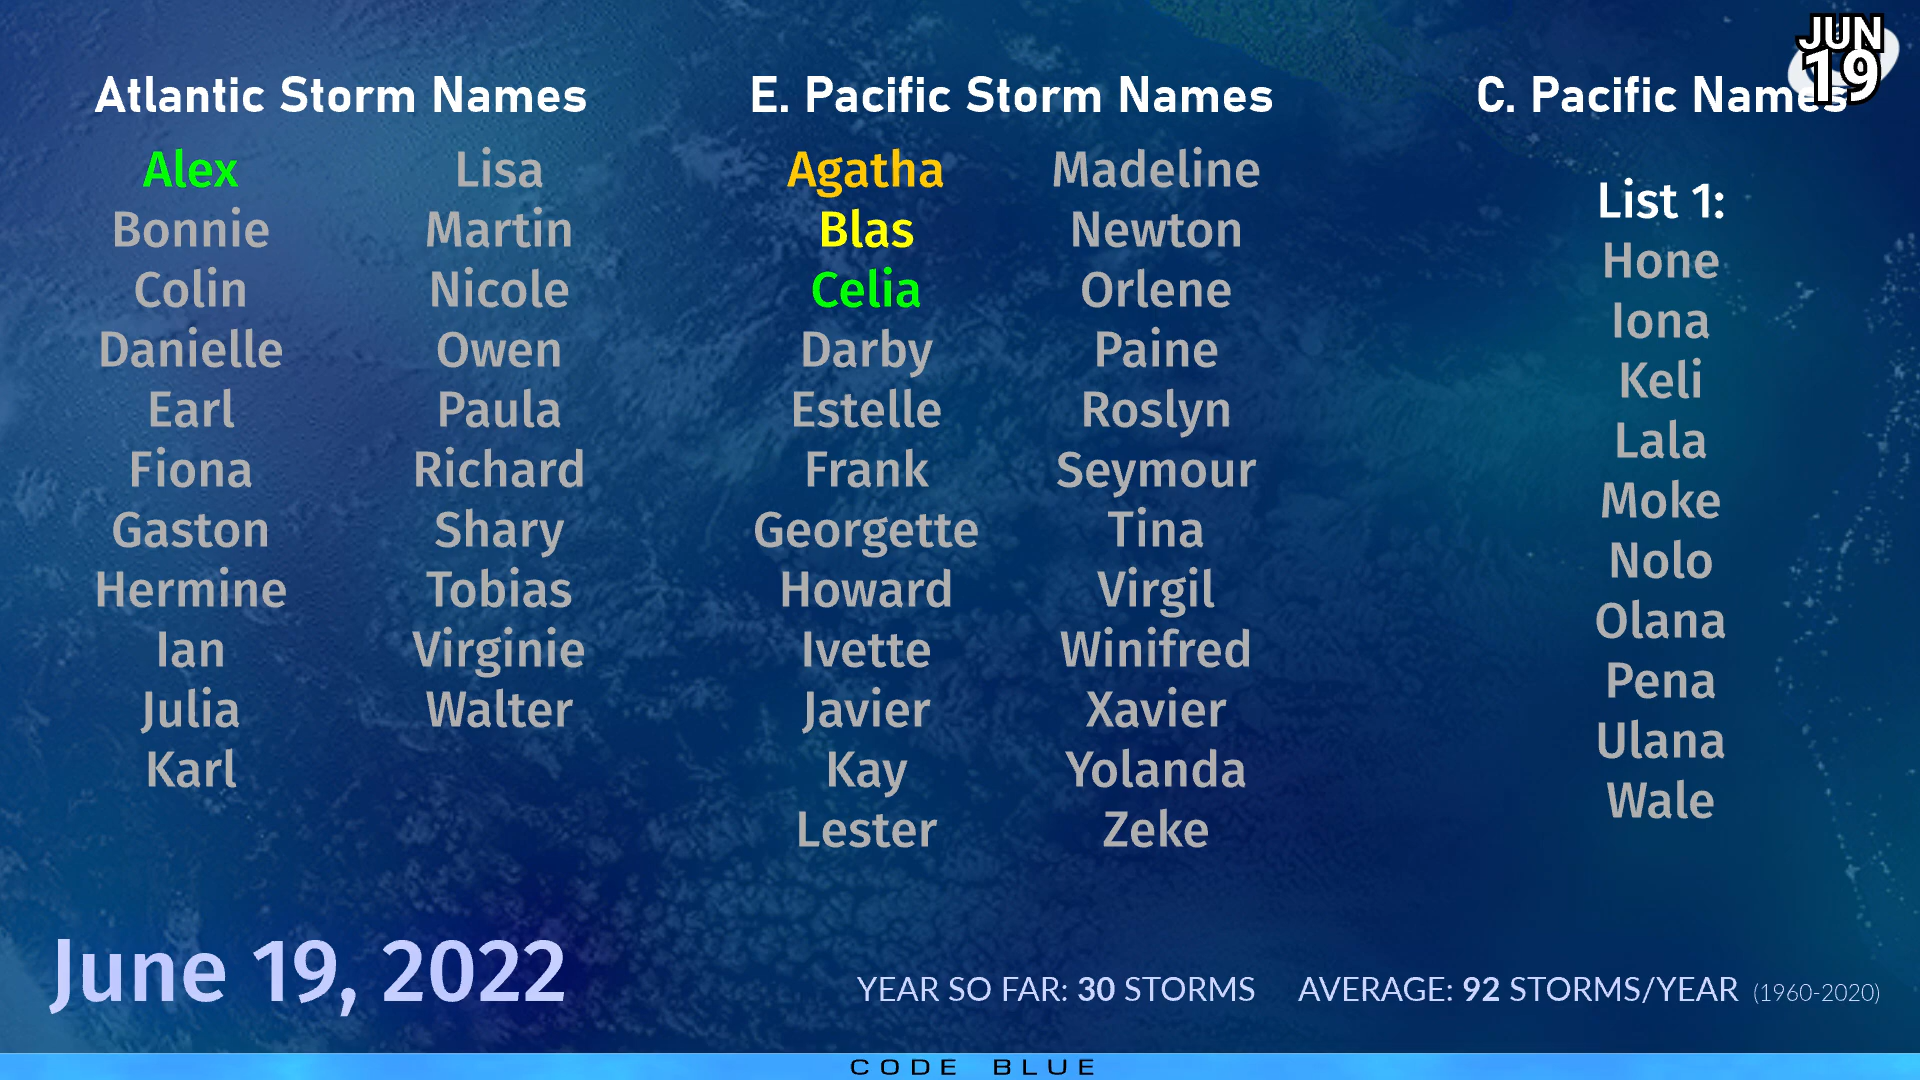 JUN
19
Atlantic Storm Names
Alex
Bonnie
Colin
Danielle
Earl
Fiona
Gaston
Hermine
Ian
Julia
Karl
Lisa
Martin
Nicole
Owen
Paula
Richard
Shary
Tobias
Virginie
Walter
E. Pacific Storm Names
Agatha
Blas
Celia
Darby
Estelle
Frank
Georgette
Howard
Ivette
Javier
Kay
Lester
Madeline
Newton
Orlene
Paine
Roslyn
Seymour
Tina
Virgil
Winifred
Xavier
Yolanda
Zeke
C. Pacific Names
List 1:
Hone
Iona
Keli
Lala
Moke
Nolo
Olana
Pena
Ulana
Wale
June 19, 2022
YEAR SO FAR: 30 STORMS
AVERAGE: 92 STORMS/YEAR (1960-2020)
CODE BLUE